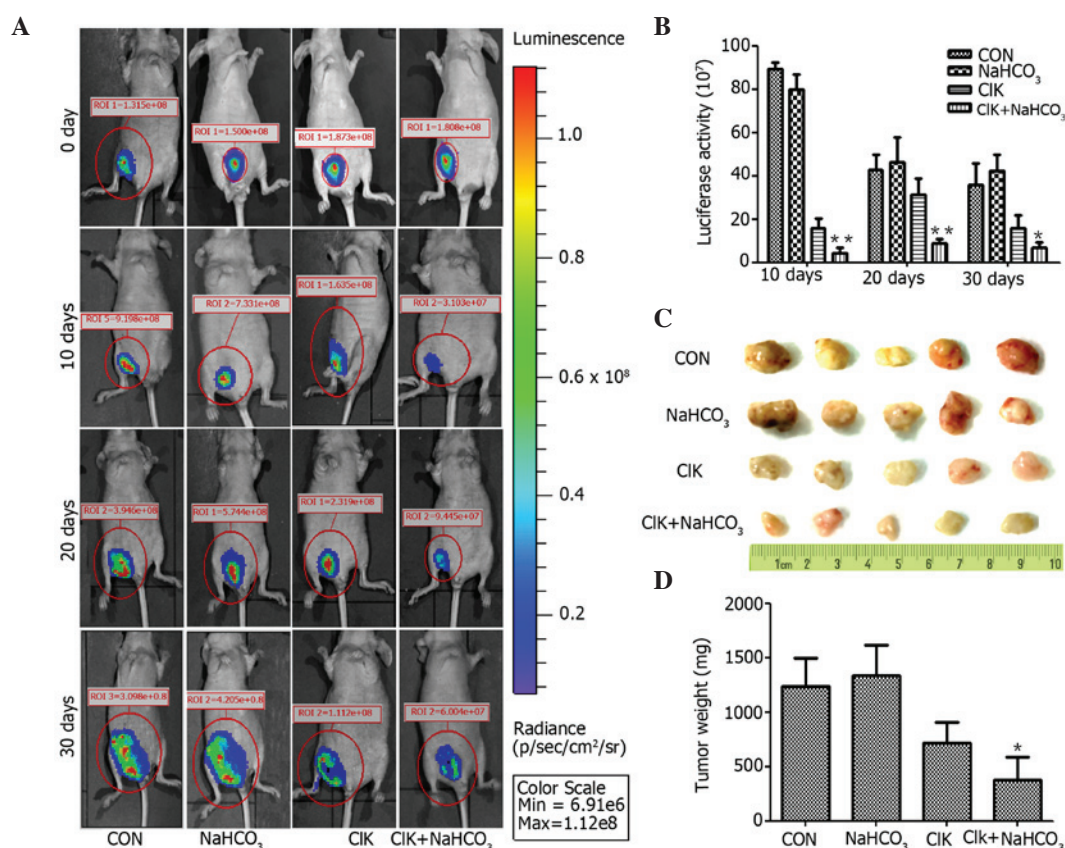 A
0 day
ROI 1=1.315e+08
ROI 1=1.500e+08
ROI 1=1.873e+08
ROI 1=1.808e+08
10 days
ROI 5=9.198e+08
ROI 2=7.331e+08
ROI 1=1.635e+08
ROI 2=3.103e+07
20 days
ROI 2=3.946e+08
ROI 1=5.744e+08
ROI 1=2.319e+08
ROI 2=9.445e+07
30 days
ROI 3=3.098e+0.8
ROI 2=4.205e+0.8
ROI 2=1.112e+08
ROI 2=6.004e+07
CON NaHCO₃ ClK ClK+NaHCO₃
Luminescence
1.0
0.8
0.6 x 10⁸
0.4
0.2
Radiance
(p/sec/cm²/sr)
Color Scale
Min = 6.91e6
Max=1.12e8
B
Luciferase activity (10⁷)
100
80
60
40
20
0
CON
NaHCO₃
ClK
ClK+NaHCO₃
* *
* *
*
10 days 20 days 30 days
C
CON
NaHCO₃
ClK
ClK+NaHCO₃
1cm 2 3 4 5 6 7 8 9 10
D
Tumor weight (mg)
2000
1500
1000
500
0
*
CON NaHCO₃ ClK Clk+NaHCO₃